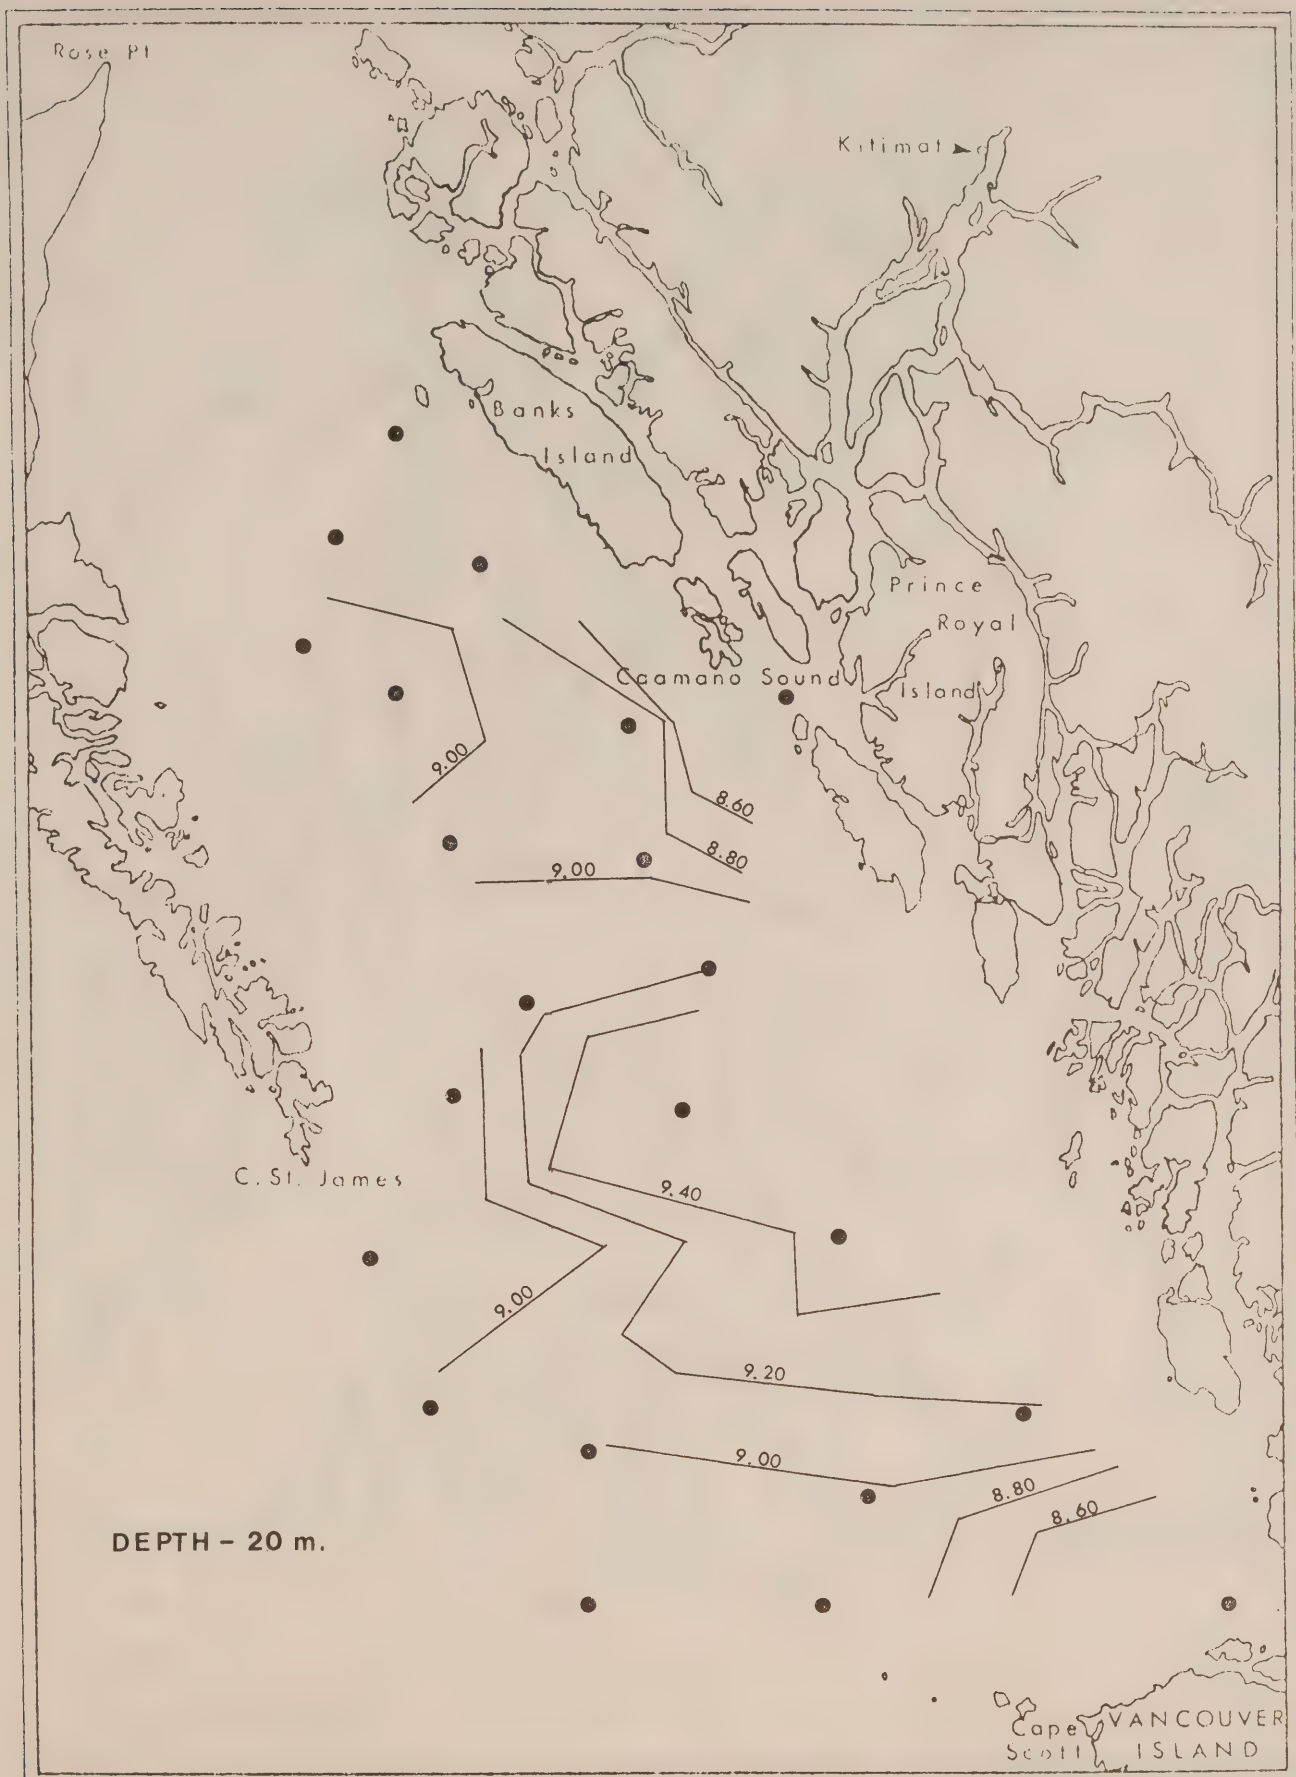 Rose Pt
Kitimat
Banks
Island
Prince
Royal
Island
Caamano Sound
9.00
8.60
8.80
9.00
C. St. James
9.40
9.00
9.20
9.00
8.80
8.60
DEPTH – 20 m.
Cape
Scott
VANCOUVER
ISLAND